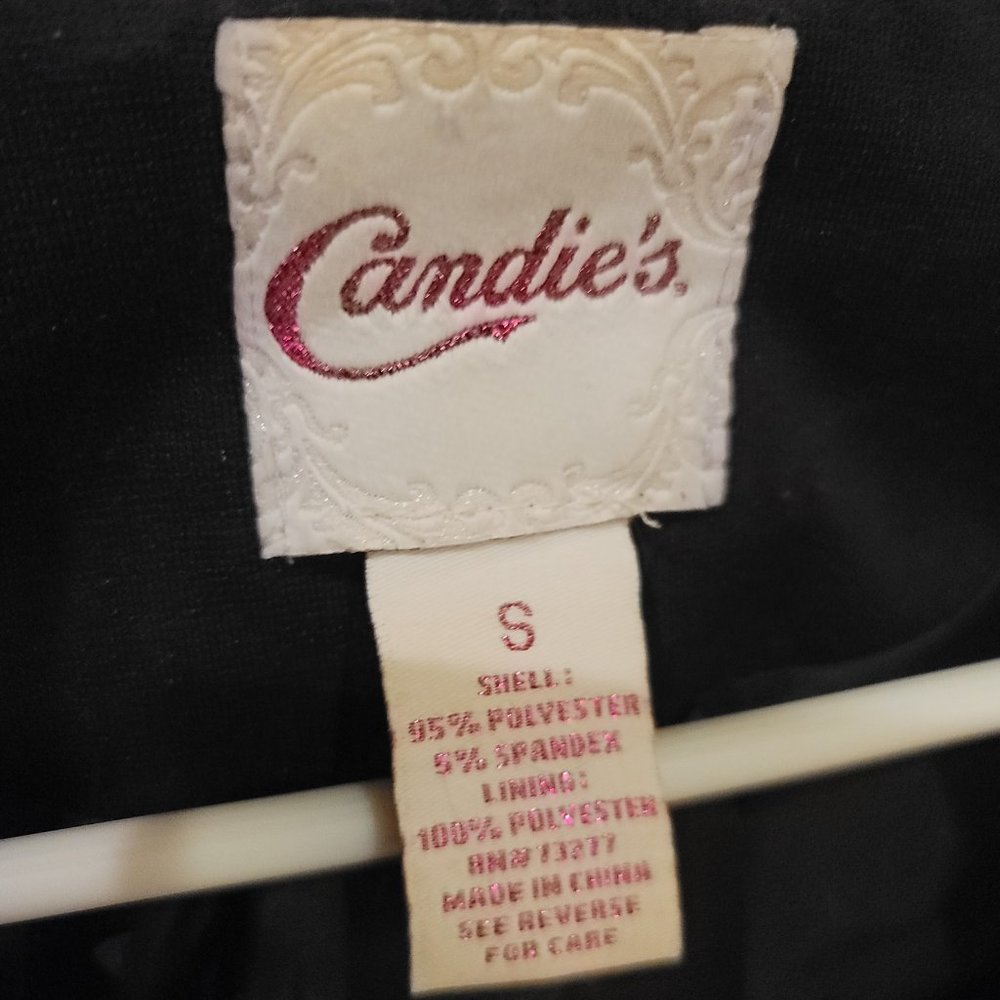 Candie's.
S
SHELL:
95% POLYESTER
5% SPANDEX
LINING:
100% POLYESTER
RN# 73277
MADE IN CHINA
SEE REVERSE
FOR CARE